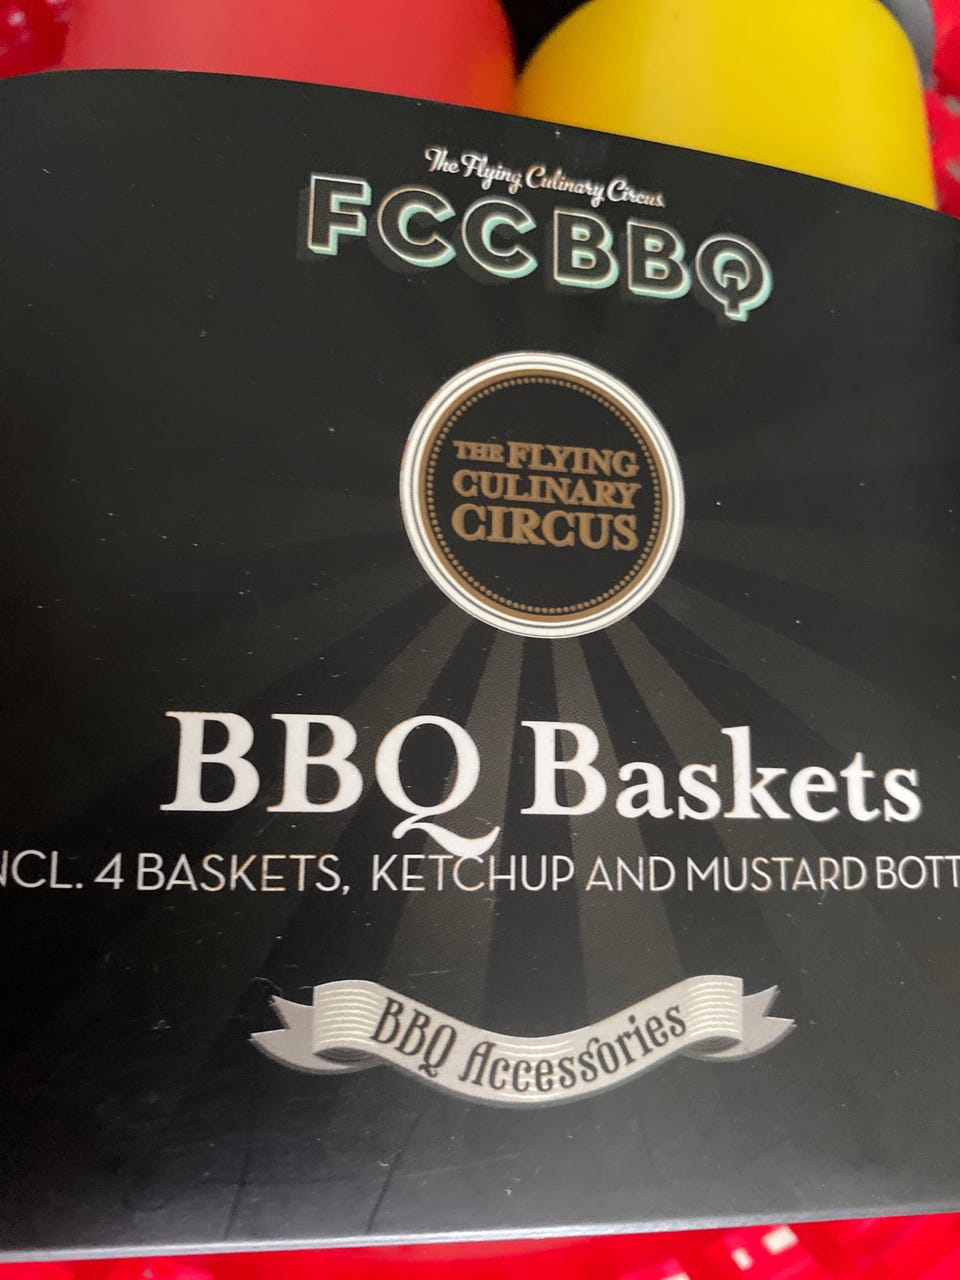 The Flying Culinary Circus
FCCBBQ
THE FLYING
CULINARY
CIRCUS
BBQ Baskets
NCL. 4 BASKETS, KETCHUP AND MUSTARD BOTT
BBQ Accessories